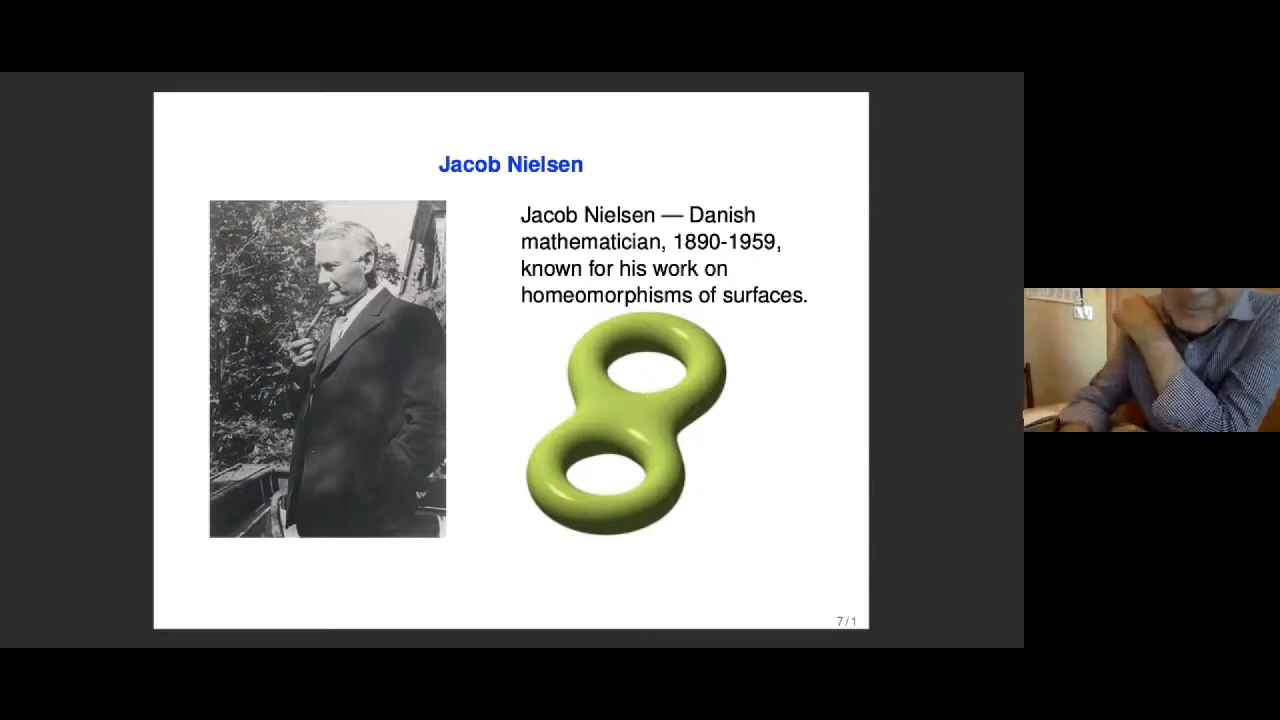 Jacob Nielsen
Jacob Nielsen — Danish
mathematician, 1890-1959,
known for his work on
homeomorphisms of surfaces.
7 / 1